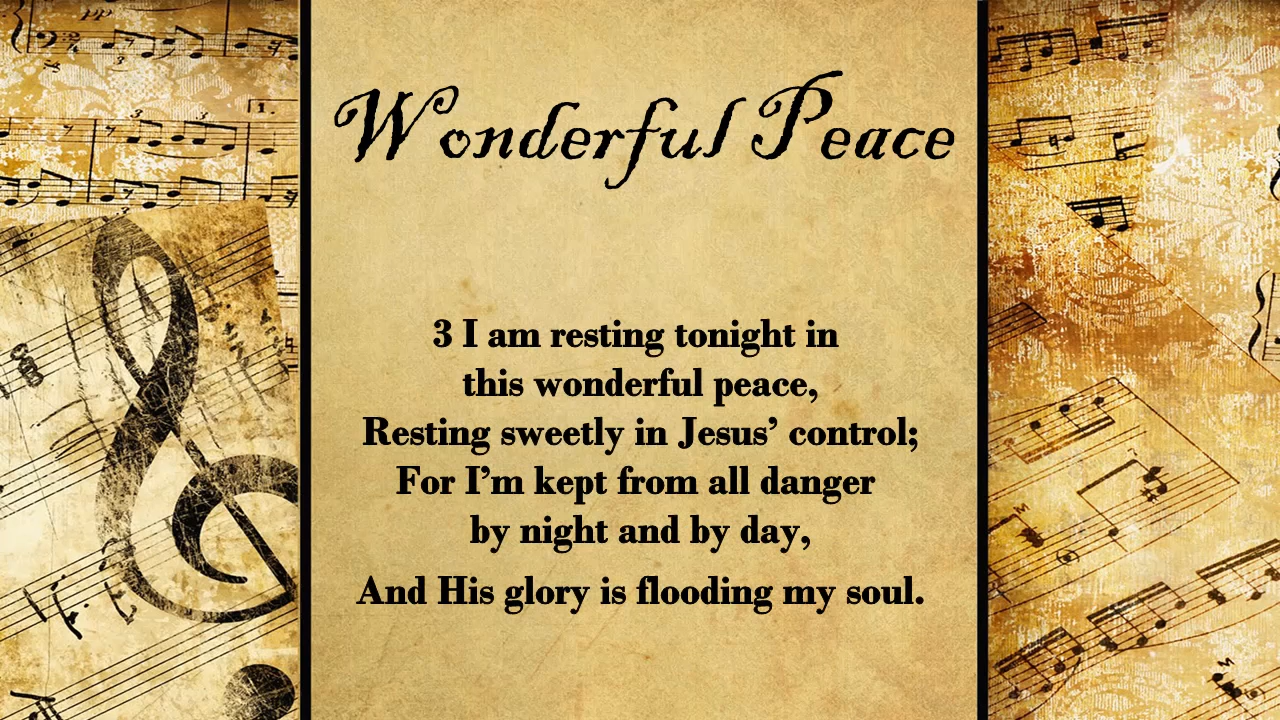 Wonderful Peace
3 I am resting tonight in
this wonderful peace,
Resting sweetly in Jesus’ control;
For I’m kept from all danger
by night and by day,
And His glory is flooding my soul.